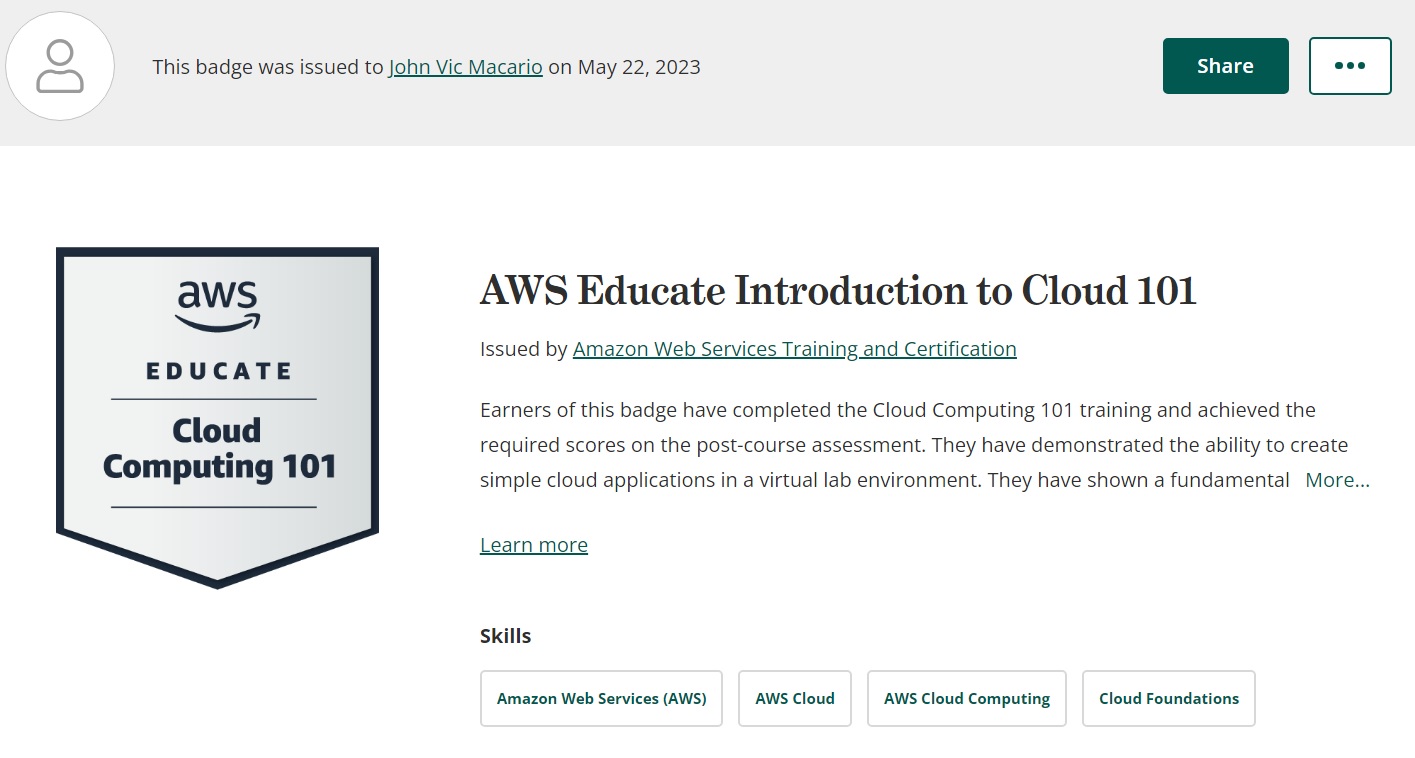 This badge was issued to John Vic Macario on May 22, 2023
Share
aws
EDUCATE
Cloud
Computing 101
AWS Educate Introduction to Cloud 101
Issued by Amazon Web Services Training and Certification
Earners of this badge have completed the Cloud Computing 101 training and achieved the
required scores on the post-course assessment. They have demonstrated the ability to create
simple cloud applications in a virtual lab environment. They have shown a fundamental More...
Learn more
Skills
Amazon Web Services (AWS) AWS Cloud AWS Cloud Computing Cloud Foundations